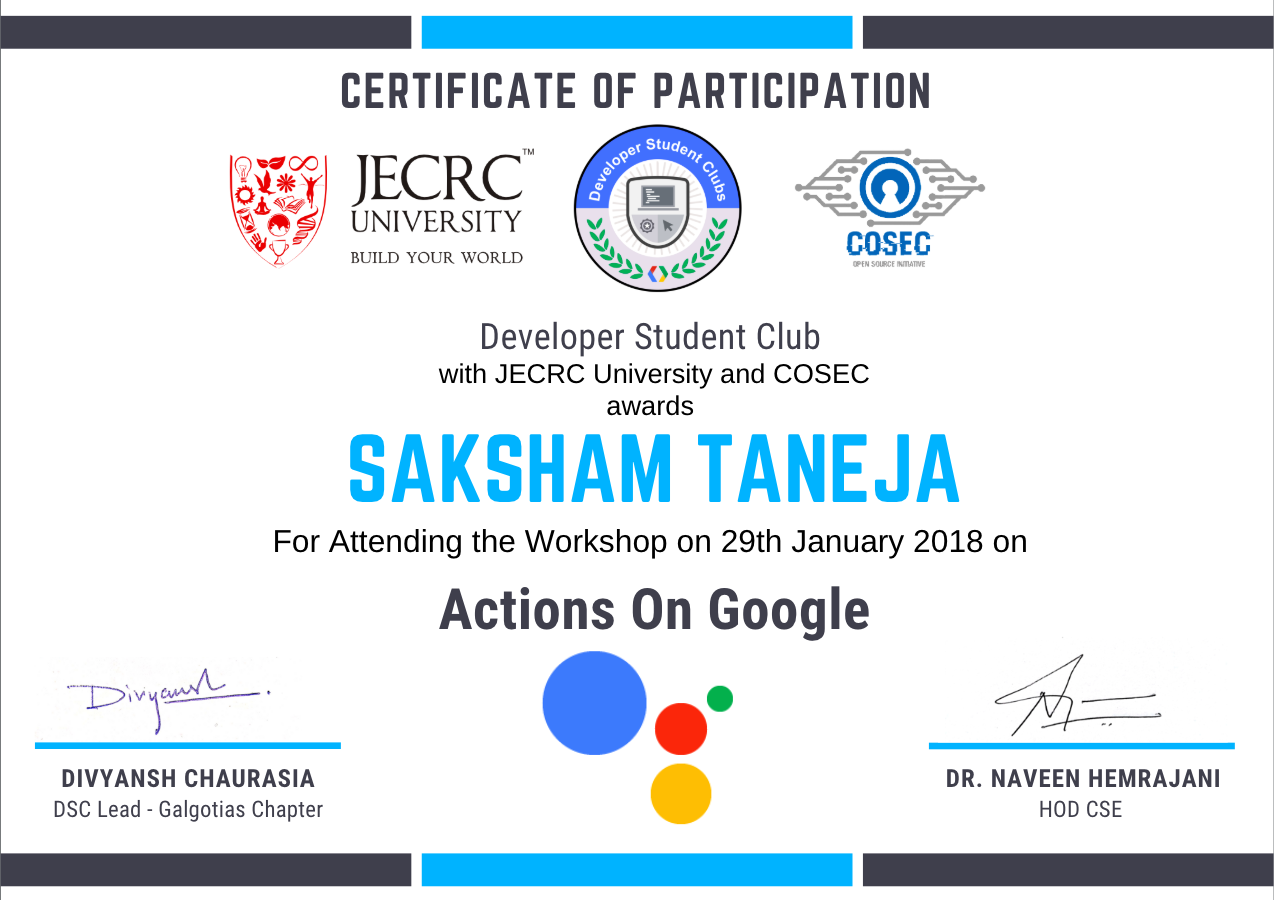 CERTIFICATE OF PARTICIPATION
JECRC™
UNIVERSITY
BUILD YOUR WORLD
Developer Student Clubs
COSEC
OPEN SOURCE INITIATIVE
Developer Student Club
with JECRC University and COSEC
awards
SAKSHAM TANEJA
For Attending the Workshop on 29th January 2018 on
Actions On Google
Divyansh
DIVYANSH CHAURASIA
DSC Lead - Galgotias Chapter
DR. NAVEEN HEMRAJANI
HOD CSE